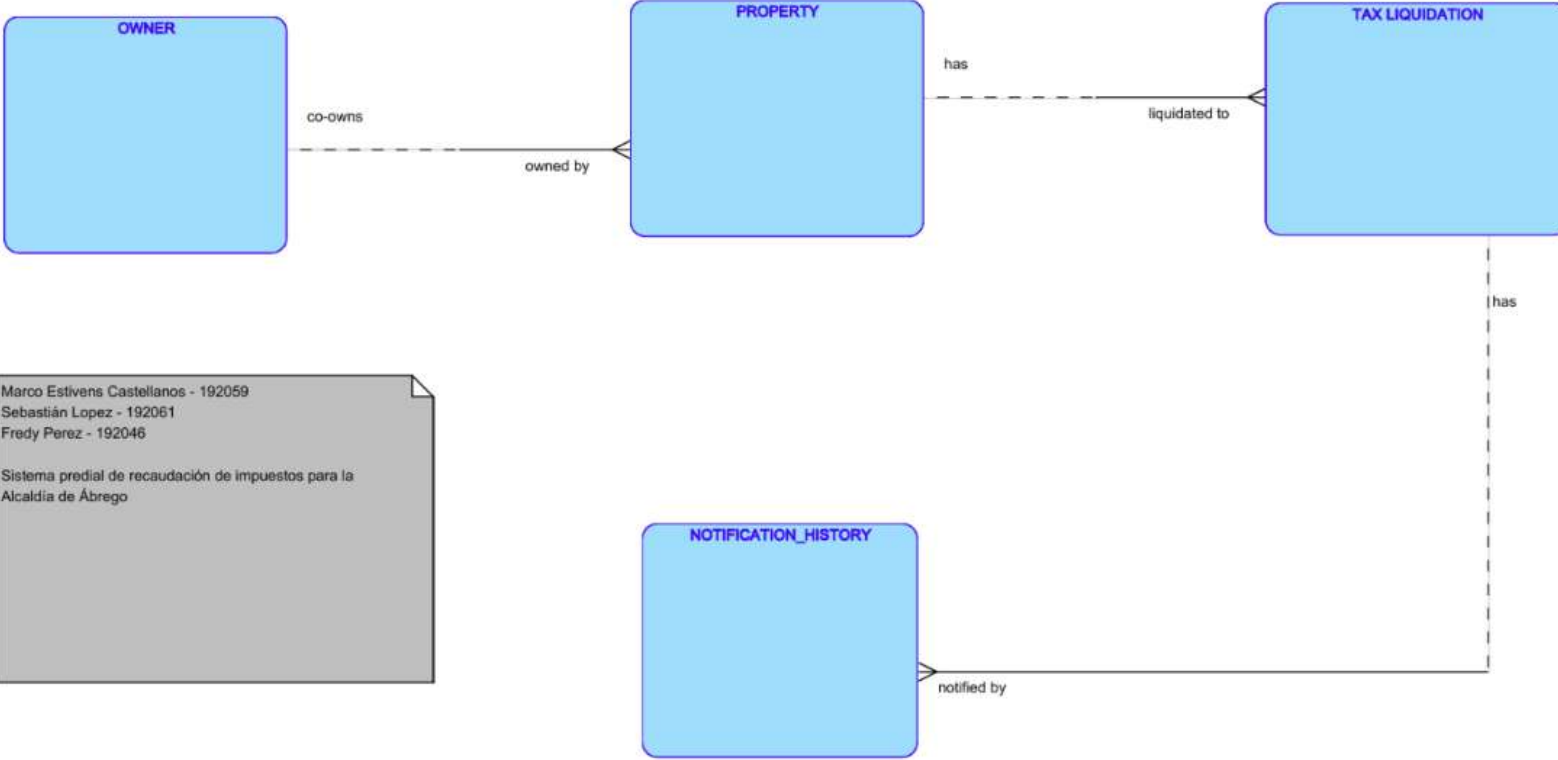 OWNER
PROPERTY
TAX LIQUIDATION
co-owns
owned by
has
liquidated to
has
Marco Estivens Castellanos - 192059
Sebastián Lopez - 192061
Fredy Perez - 192046
Sistema predial de recaudación de impuestos para la
Alcaldía de Ábrego
NOTIFICATION_HISTORY
notified by